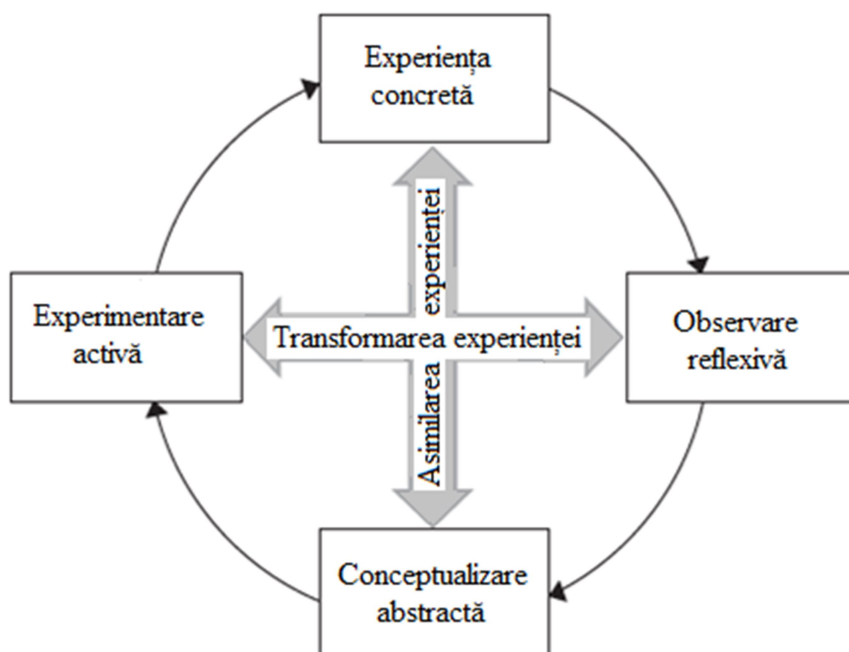 Experiența
concretă
Experimentare
activă
Transformarea experienței
Asimilarea experienței
Observare
reflexivă
Conceptualizare
abstractă